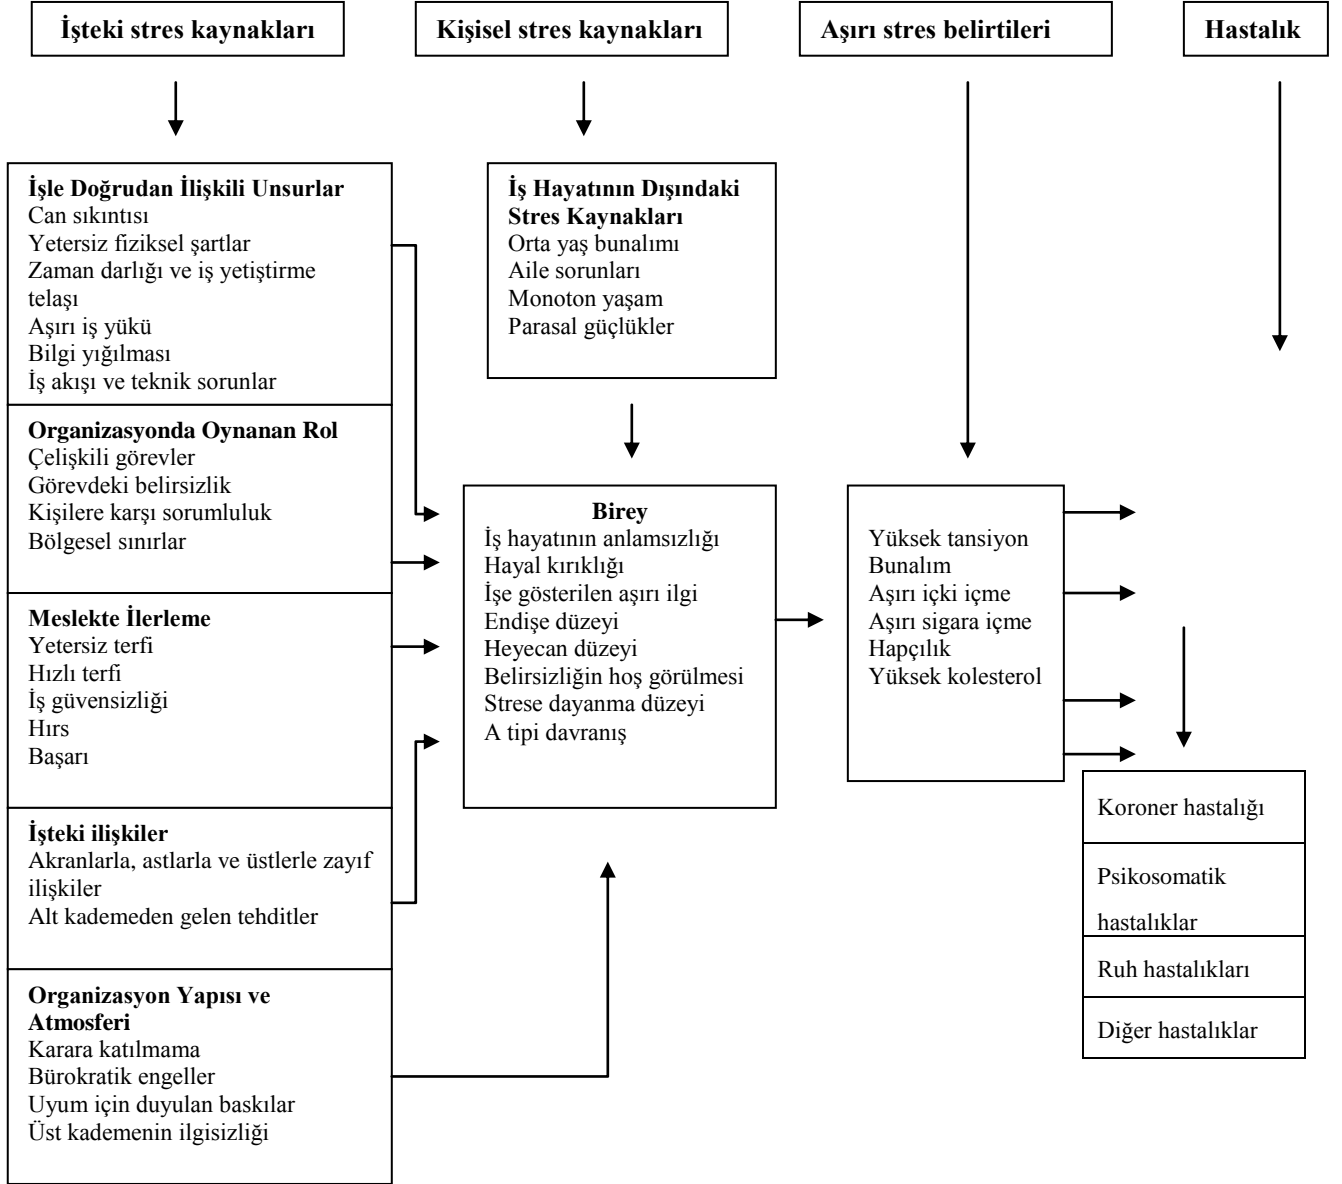 İşteki stres kaynakları
Kişisel stres kaynakları
Aşırı stres belirtileri
Hastalık
İşle Doğrudan İlişkili Unsurlar
Can sıkıntısı
Yetersiz fiziksel şartlar
Zaman darlığı ve iş yetiştirme
telaşı
Aşırı iş yükü
Bilgi yığılması
İş akışı ve teknik sorunlar
Organizasyonda Oynanan Rol
Çelişkili görevler
Görevdeki belirsizlik
Kişilere karşı sorumluluk
Bölgesel sınırlar
Meslekte İlerleme
Yetersiz terfi
Hızlı terfi
İş güvensizliği
Hırs
Başarı
İşteki ilişkiler
Akranlarla, astlarla ve üstlerle zayıf
ilişkiler
Alt kademeden gelen tehditler
Organizasyon Yapısı ve
Atmosferi
Karara katılmama
Bürokratik engeller
Uyum için duyulan baskılar
Üst kademenin ilgisizliği
İş Hayatının Dışındaki
Stres Kaynakları
Orta yaş bunalımı
Aile sorunları
Monoton yaşam
Parasal güçlükler
Birey
İş hayatının anlamsızlığı
Hayal kırıklığı
İşe gösterilen aşırı ilgi
Endişe düzeyi
Heyecan düzeyi
Belirsizliğin hoş görülmesi
Strese dayanma düzeyi
A tipi davranış
Yüksek tansiyon
Bunalım
Aşırı içki içme
Aşırı sigara içme
Hapçılık
Yüksek kolesterol
Koroner hastalığı
Psikosomatik
hastalıklar
Ruh hastalıkları
Diğer hastalıklar